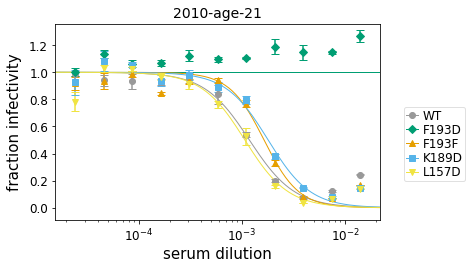 2010-age-21
fraction infectivity
1.2
1.0
0.8
0.6
0.4
0.2
0.0
10⁻⁴
10⁻³
10⁻²
serum dilution
WT
F193D
F193F
K189D
L157D